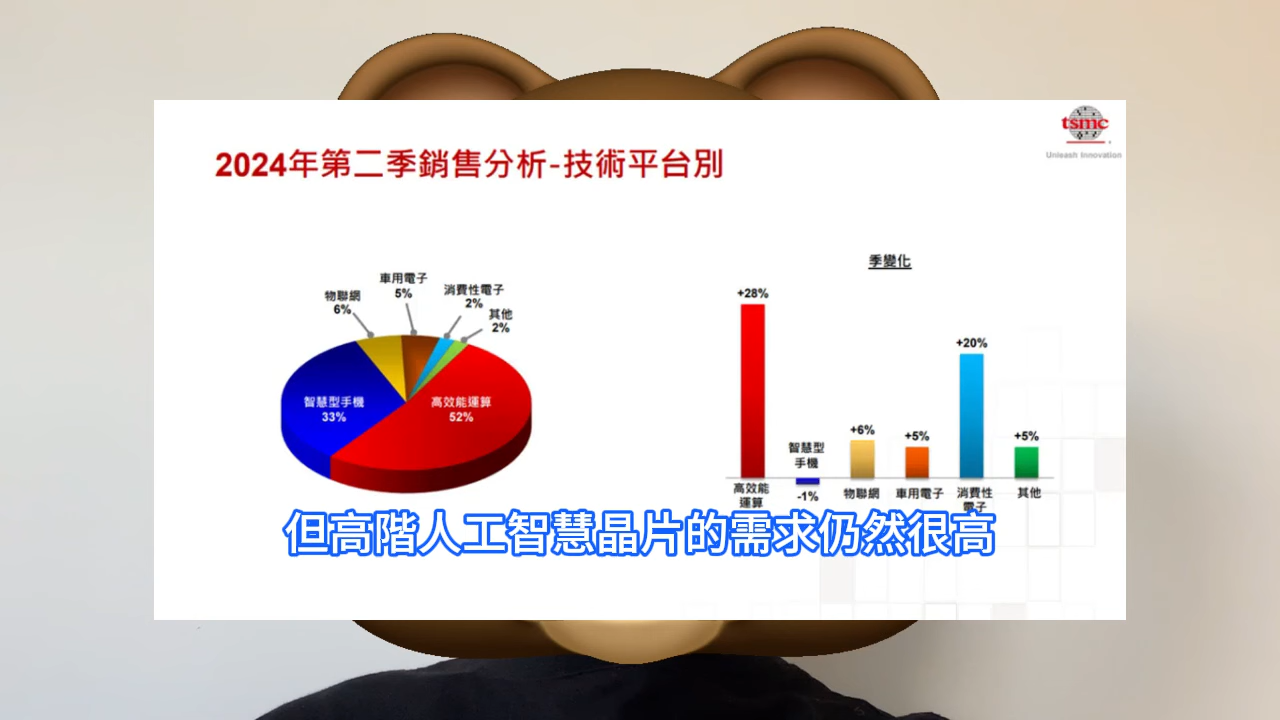 tsmc
Unleash Innovation
2024年第二季銷售分析-技術平台別
車用電子
5%
消費性電子
2%
物聯網
6%
其他
2%
智慧型手機
33%
高效能運算
52%
季變化
+28%
高效能
運算
智慧型
手機
-1%
+6%
物聯網
+5%
車用電子
+20%
消費性
電子
+5%
其他
但高階人工智慧晶片的需求仍然很高